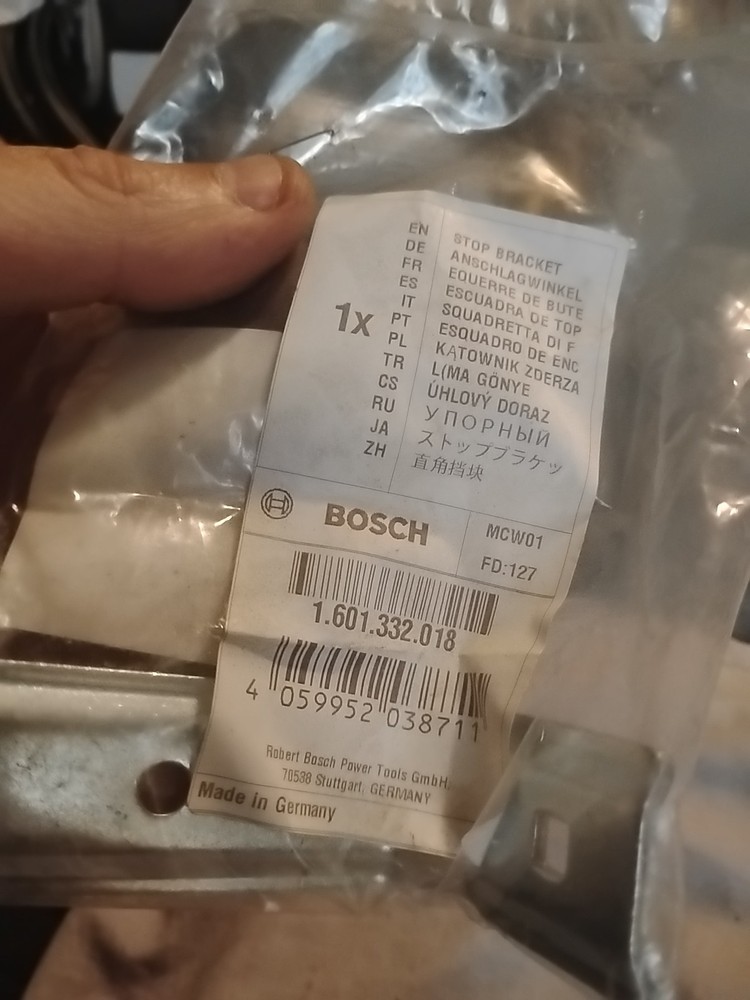 EN STOP BRACKET
DE ANSCHLAGWINKEL
FR EQUERRE DE BUTE
ES ESCUADRA DE TOP
IT SQUADRETTA DI F
1x
PT ESQUADRO DE ENC
PL KĄTOWNIK ZDERZA
TR L(MA GÖNYE
CS ÚHLOVÝ DORAZ
RU УПОРНЫЙ
JA ストップブラケッ
ZH 直角挡块
BOSCH
MCW01
FD:127
1.601.332.018
4 059952 038711
Robert Bosch Power Tools GmbH,
70538 Stuttgart, GERMANY
Made in Germany